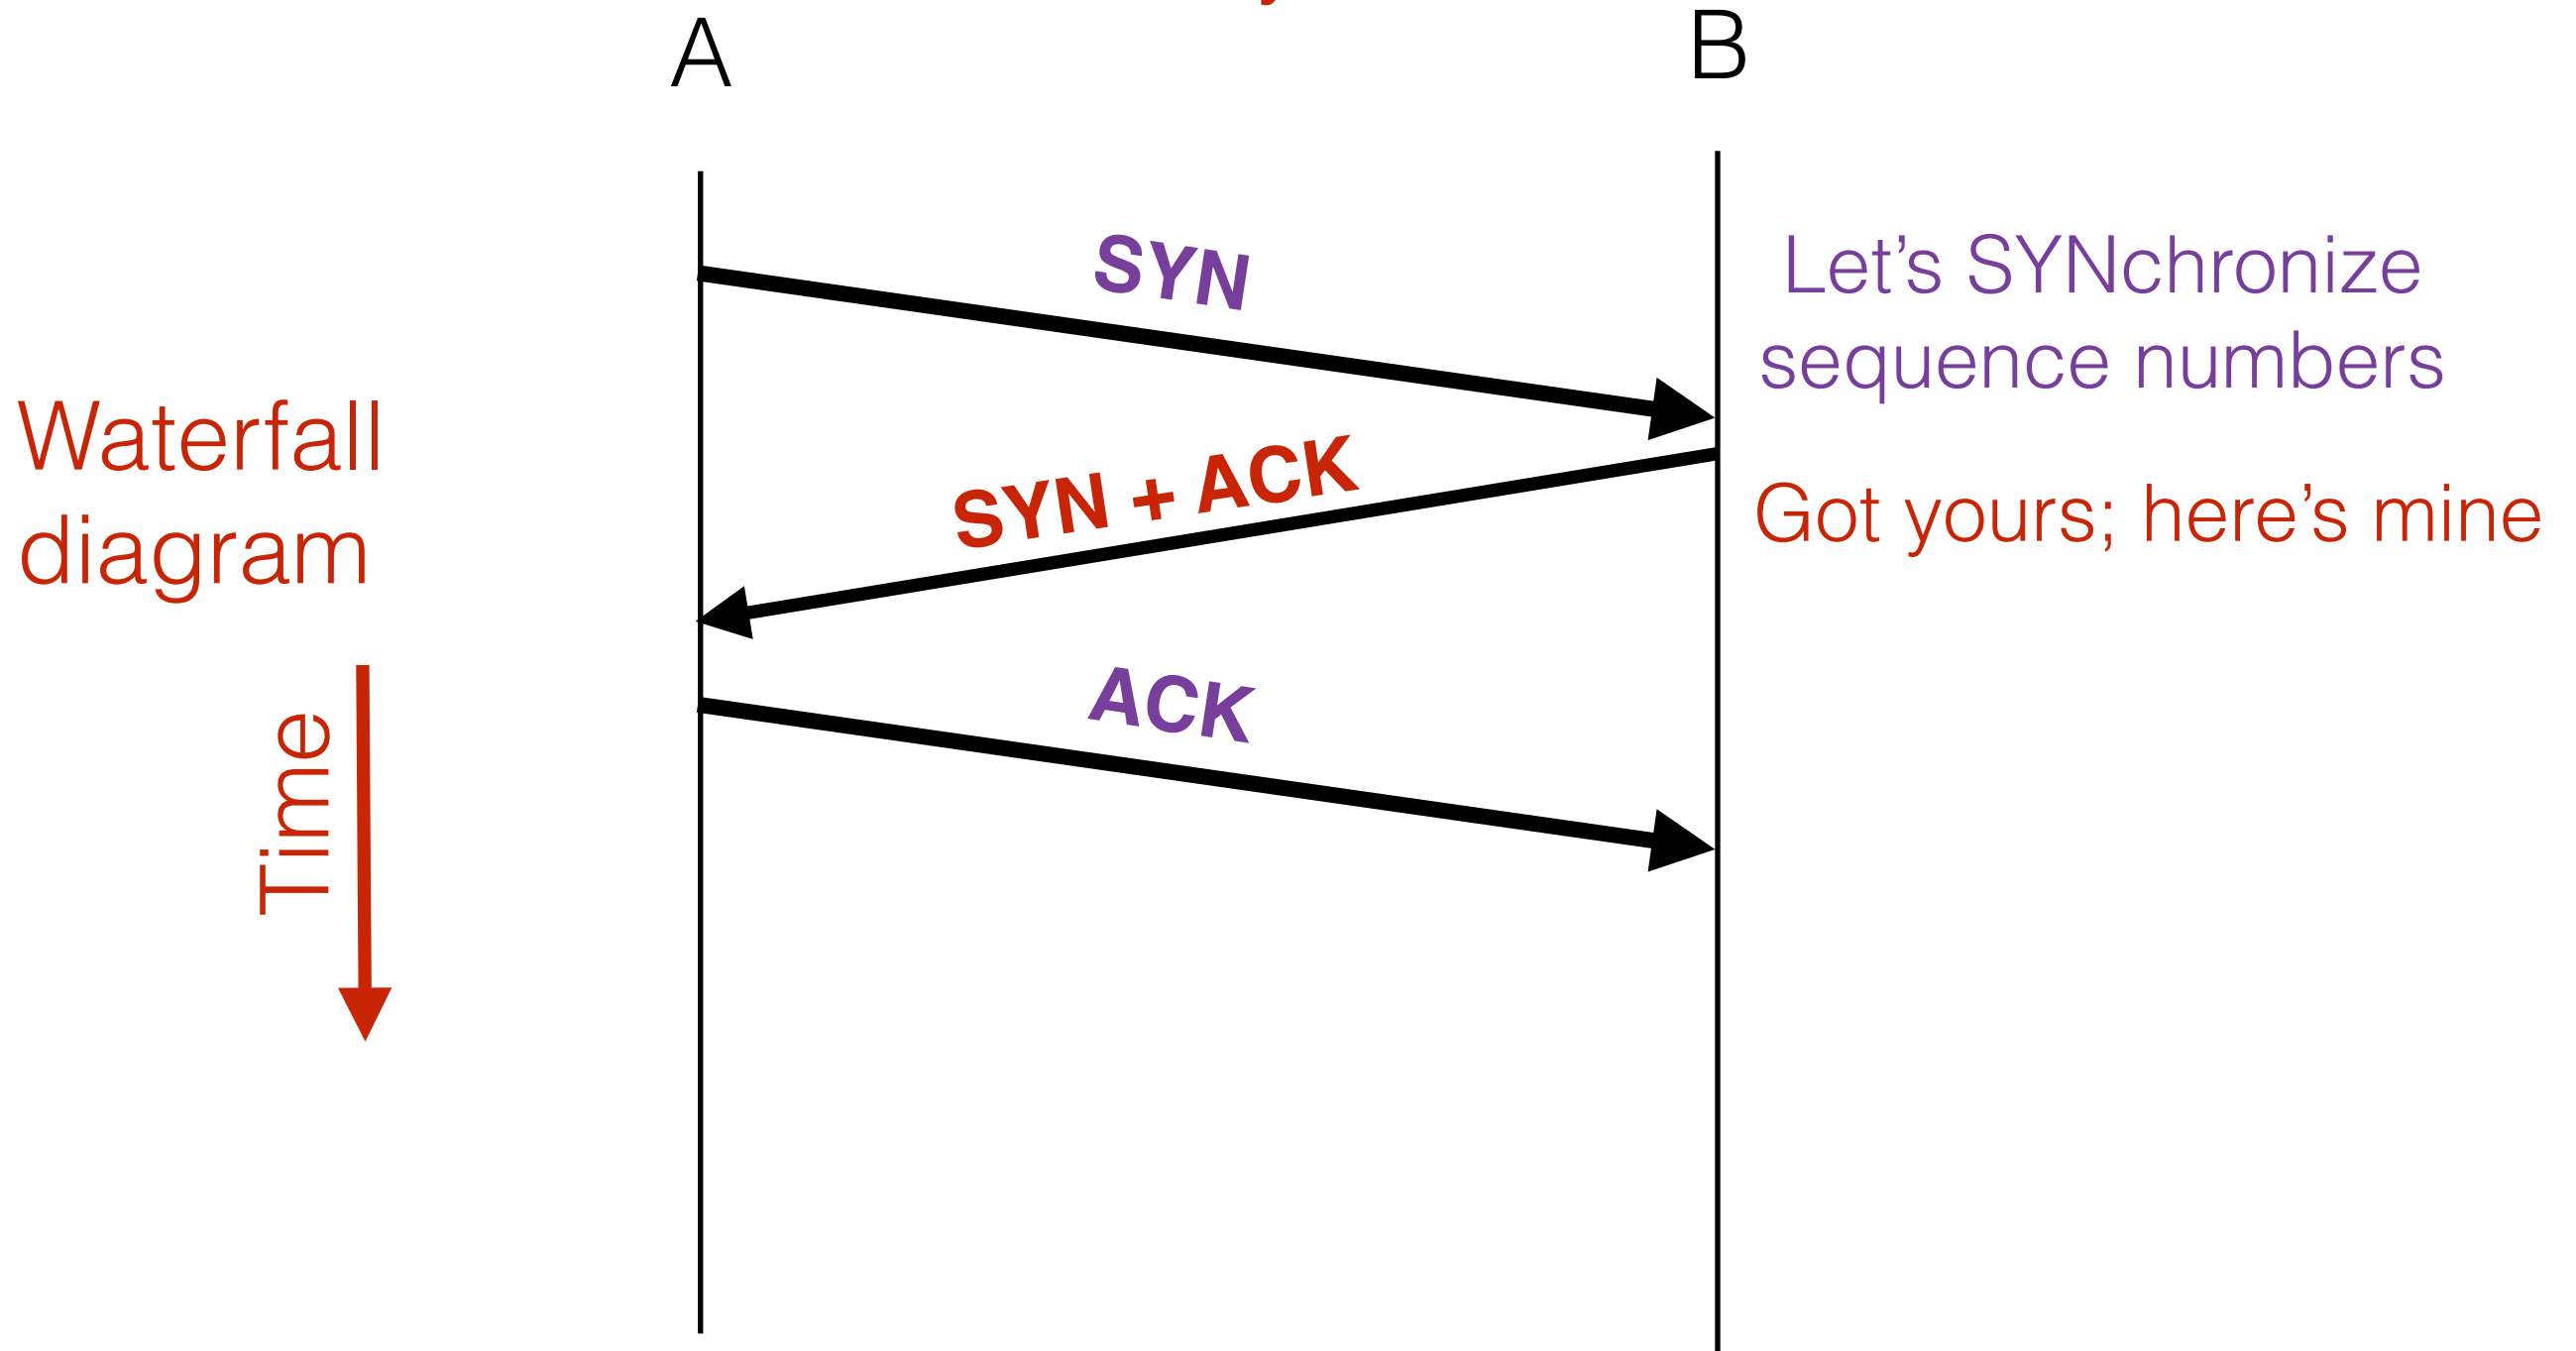 A
B
SYN
Let's SYNchronize
sequence numbers
Waterfall
diagram
SYN + ACK
Got yours; here's mine
ACK
Time